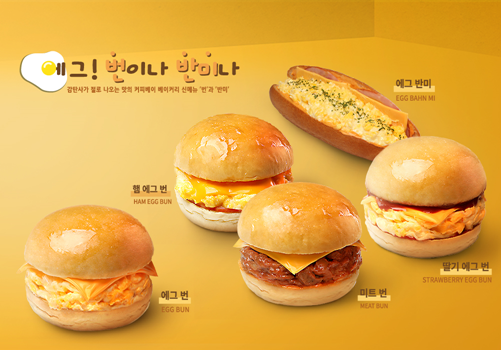 에그! 번이나 반미나
감탄사가 절로 나오는 맛의 커피베이 베이커리 신메뉴 '번'과 '반미'
에그 반미
EGG BAHN MI
햄 에그 번
HAM EGG BUN
딸기 에그 번
STRAWBERRY EGG BUN
에그 번
EGG BUN
미트 번
MEAT BUN